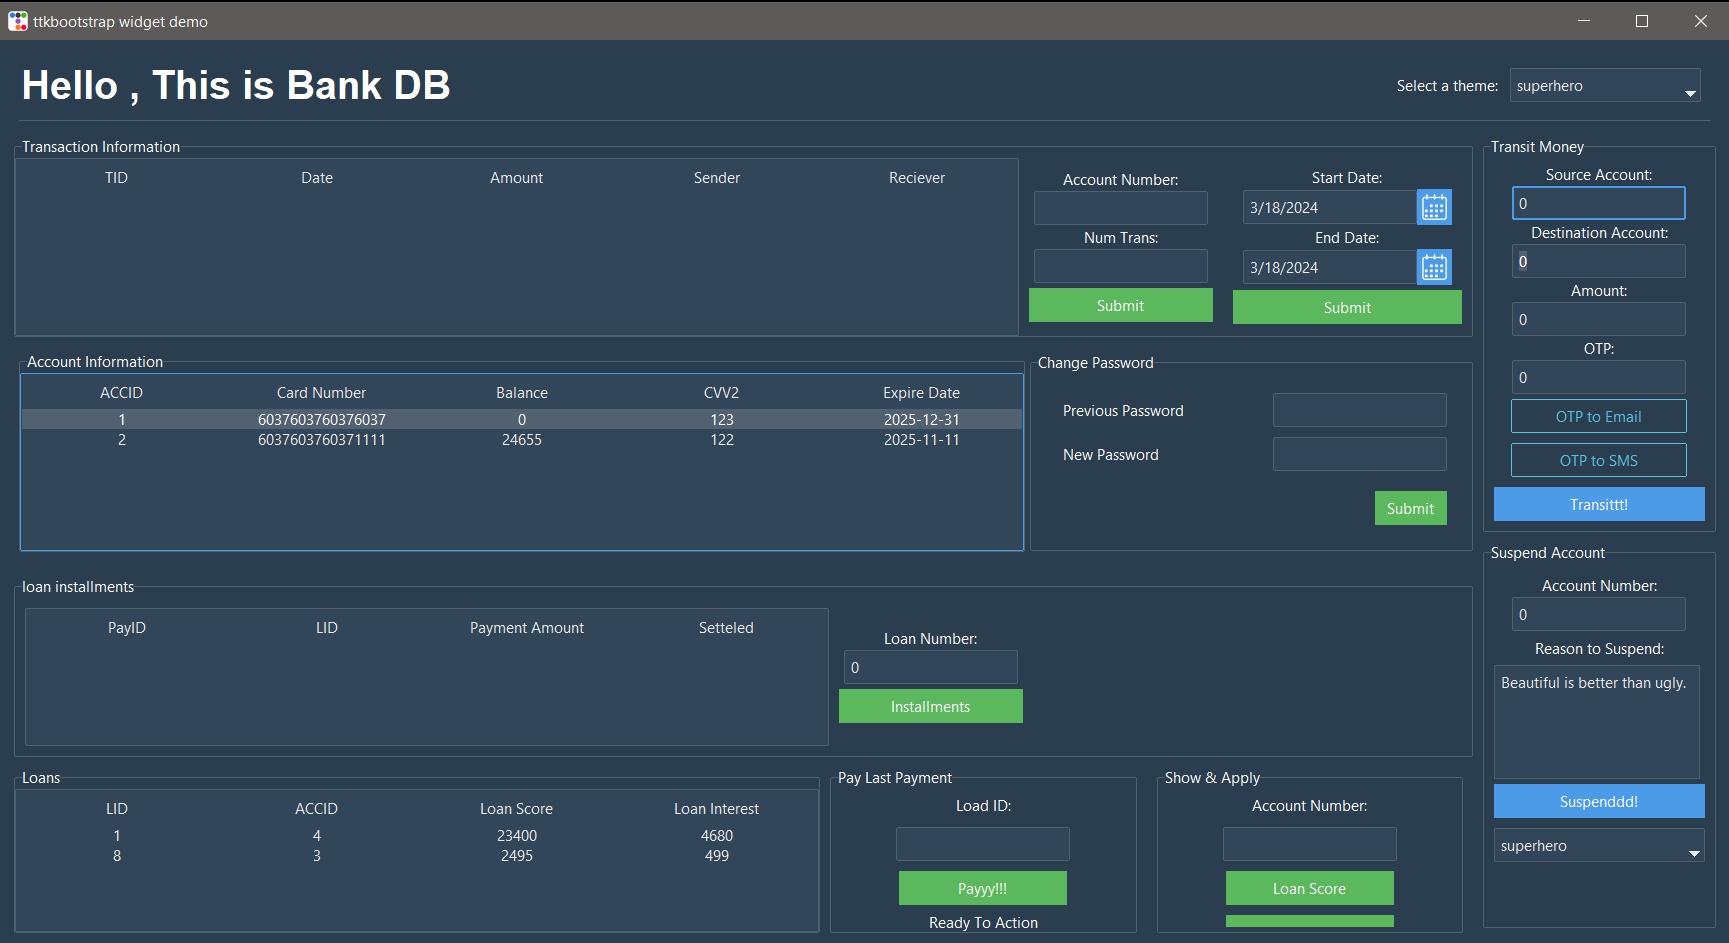 ttkbootstrap widget demo
Hello , This is Bank DB
Select a theme: superhero
Transaction Information
TID Date Amount Sender Reciever
Account Number:
Num Trans:
Submit
Start Date:
3/18/2024
End Date:
3/18/2024
Submit
Transit Money
Source Account:
0
Destination Account:
0
Amount:
0
OTP:
0
OTP to Email
OTP to SMS
Transittt!
Account Information
ACCID Card Number Balance CVV2 Expire Date
1 6037603760376037 0 123 2025-12-31
2 6037603760371111 24655 122 2025-11-11
Change Password
Previous Password
New Password
Submit
Suspend Account
Account Number:
0
Reason to Suspend:
Beautiful is better than ugly.
Suspenddd!
superhero
loan installments
PayID LID Payment Amount Setteled
Loan Number:
0
Installments
Loans
LID ACCID Loan Score Loan Interest
1 4 23400 4680
8 3 2495 499
Pay Last Payment
Load ID:
Payyy!!!
Ready To Action
Show & Apply
Account Number:
Loan Score